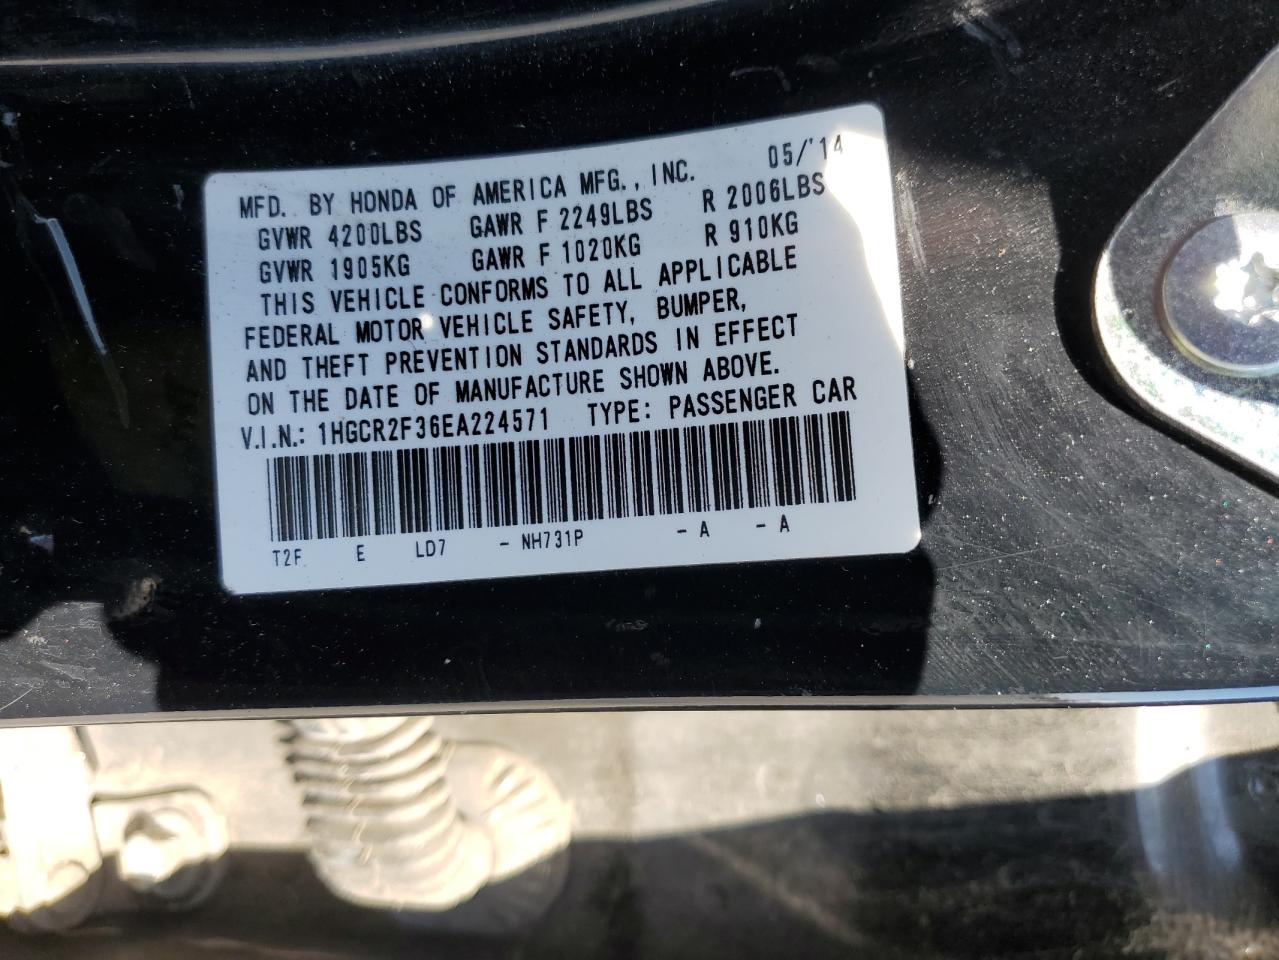 MFD. BY HONDA OF AMERICA MFG., INC. 05/'14
GVWR 4200LBS GAWR F 2249LBS R 2006LBS
GVWR 1905KG GAWR F 1020KG R 910KG
THIS VEHICLE CONFORMS TO ALL APPLICABLE
FEDERAL MOTOR VEHICLE SAFETY, BUMPER,
AND THEFT PREVENTION STANDARDS IN EFFECT
ON THE DATE OF MANUFACTURE SHOWN ABOVE.
V.I.N.: 1HGCR2F36EA224571 TYPE: PASSENGER CAR
T2F E LD7 - NH731P - A - A